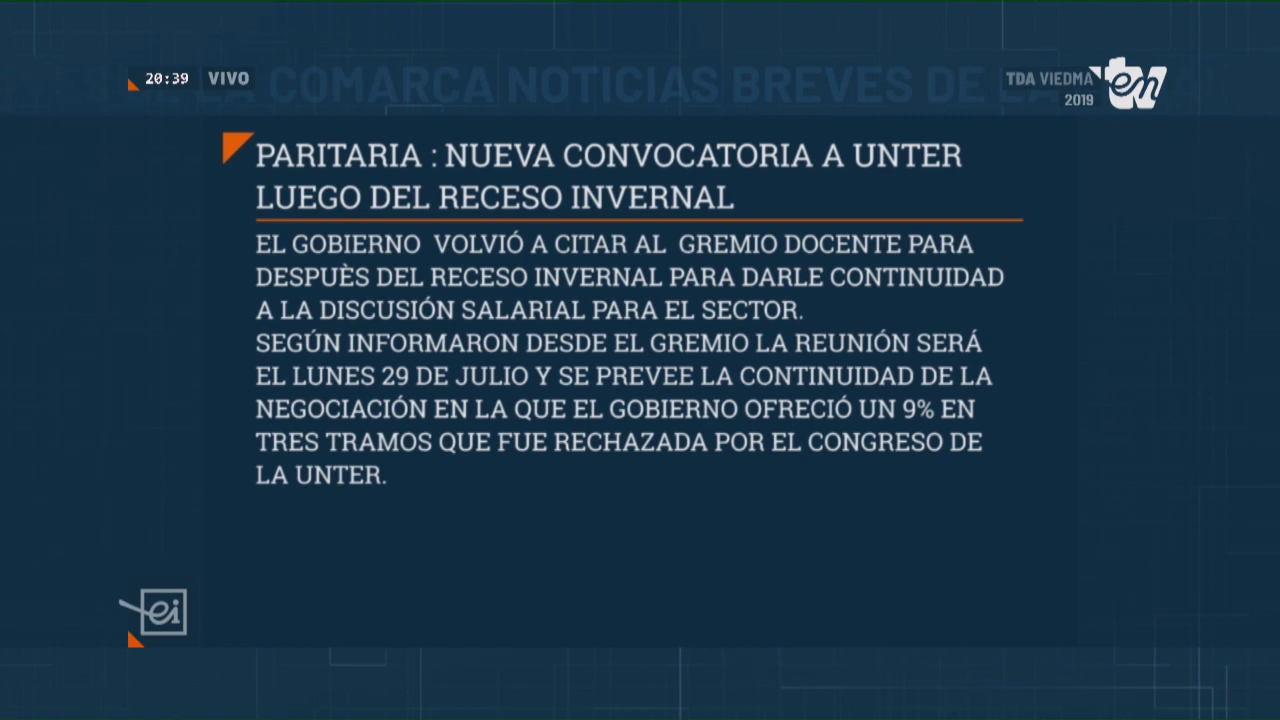 20:39 VIVO
LA COMARCA NOTICIAS BREVES DE LA
TDA VIEDMA
2019
ten
PARITARIA : NUEVA CONVOCATORIA A UNTER
LUEGO DEL RECESO INVERNAL
EL GOBIERNO VOLVIÓ A CITAR AL GREMIO DOCENTE PARA
DESPUÈS DEL RECESO INVERNAL PARA DARLE CONTINUIDAD
A LA DISCUSIÓN SALARIAL PARA EL SECTOR.
SEGÚN INFORMARON DESDE EL GREMIO LA REUNIÓN SERÁ
EL LUNES 29 DE JULIO Y SE PREVEE LA CONTINUIDAD DE LA
NEGOCIACIÓN EN LA QUE EL GOBIERNO OFRECIÓ UN 9% EN
TRES TRAMOS QUE FUE RECHAZADA POR EL CONGRESO DE
LA UNTER.
ei